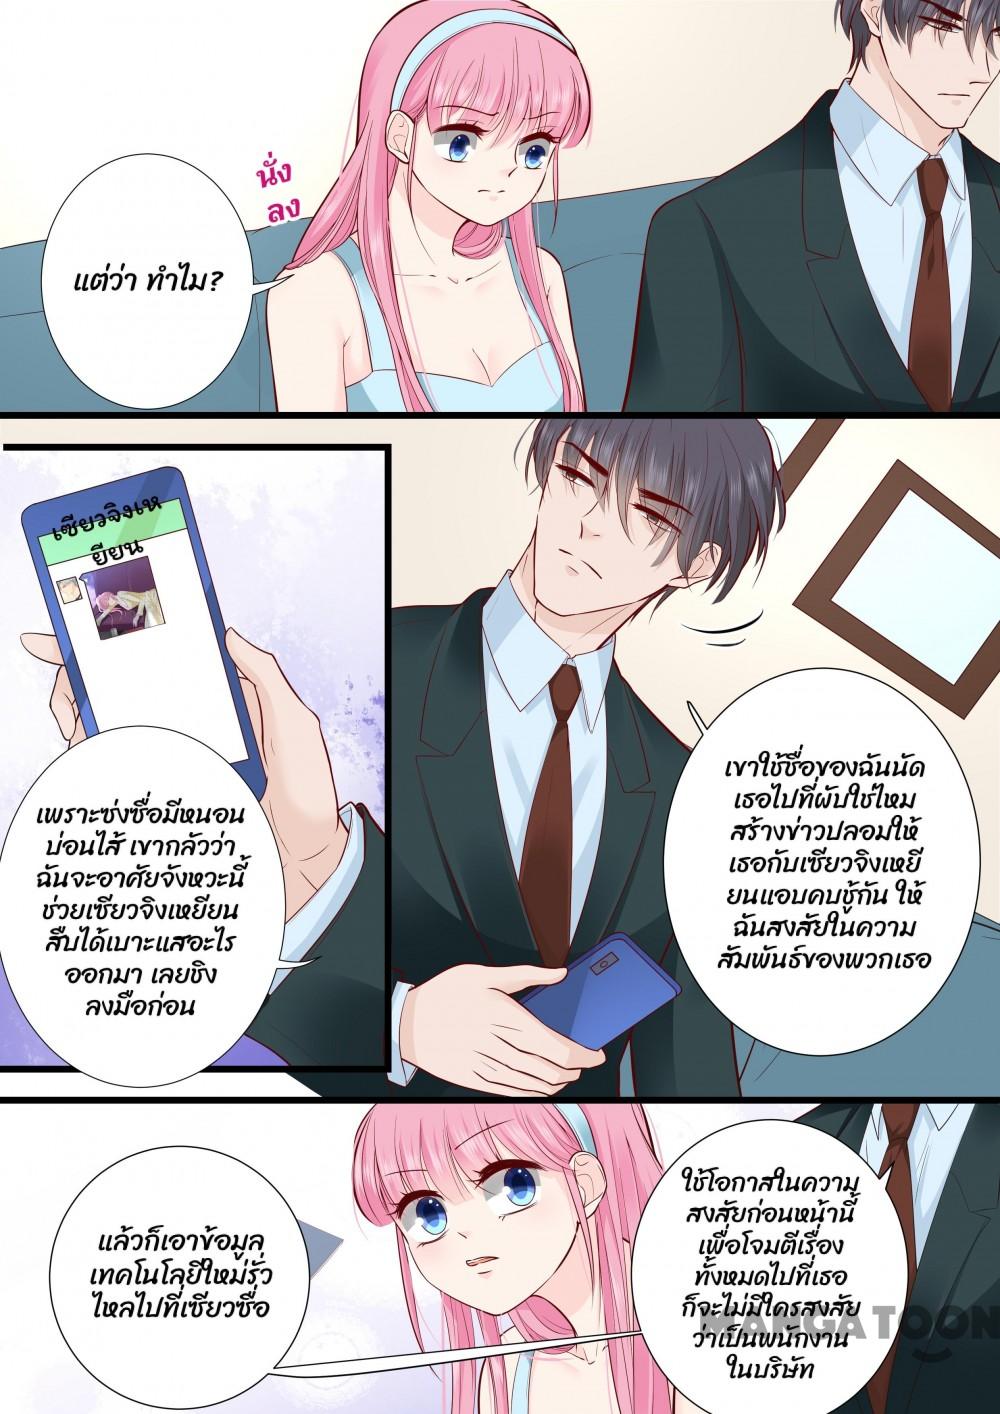 นั่ง
ลง
แต่ว่า ทำไม?
เซียวจิงเห
ยียน
เขาใช้ชื่อของฉันนัด
เธอไปที่ผับใช่ไหม
สร้างข่าวปลอมให้
เธอกับเซียวจิงเหยี
ยนแอบคบชู้กัน ให้
ฉันสงสัยในความ
สัมพันธ์ของพวกเธอ
เพราะซ่งซื่อมีหนอน
บ่อนไส้ เขากลัวว่า
ฉันจะอาศัยจังหวะนี้
ช่วยเซียวจิงเหยียน
สืบได้เบาะแสอะไร
ออกมา เลยชิง
ลงมือก่อน
ใช้โอกาสในความ
สงสัยก่อนหน้านี้
เพื่อโจมตีเรื่อง
ทั้งหมดไปที่เธอ
ก็จะไม่มีใครสงสัย
ว่าเป็นพนักงาน
ในบริษัท
แล้วก็เอาข้อมูล
เทคโนโลยีใหม่รั่ว
ไหลไปที่เซียวซื่อ
MANGATOON